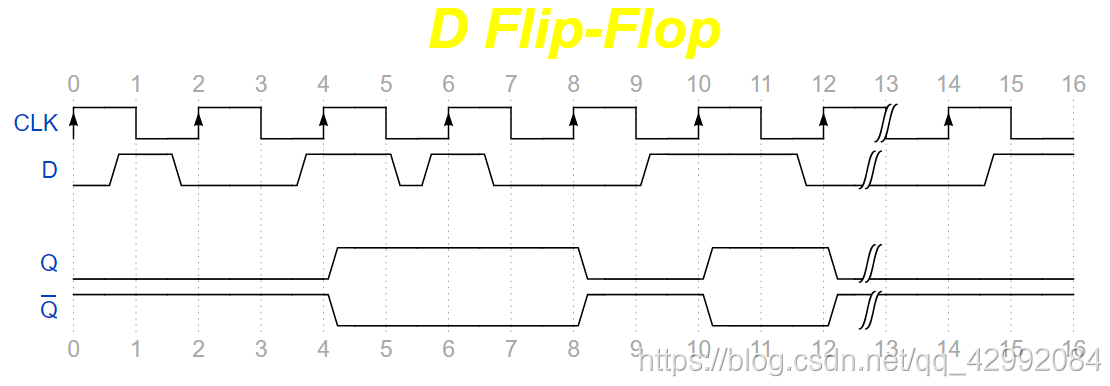 D Flip-Flop
0 1 2 3 4 5 6 7 8 9 10 11 12 13 14 15 16
CLK
D
Q
Q̅
0 1 2 3 4 5 6 7 8 9 10 11 12 13 14 15 16
https://blog.csdn.net/qq_42992084